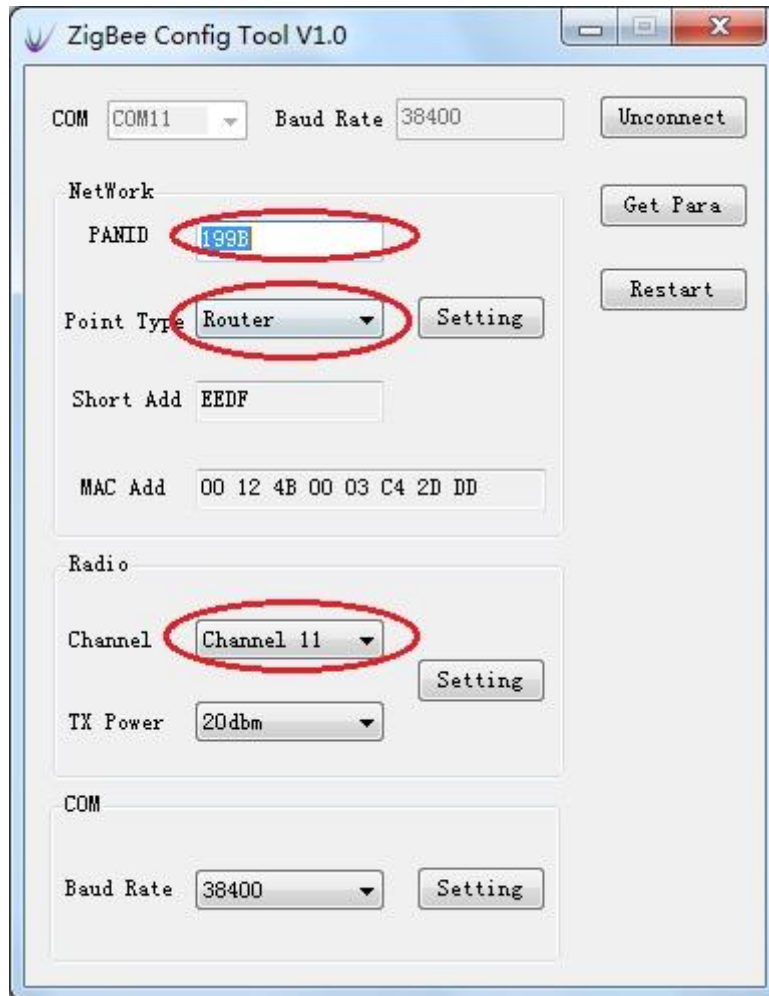 ZigBee Config Tool V1.0
COM COM11 Baud Rate 38400 Unconnect
NetWork
PANID 199B
Get Para
Point Type Router Setting
Restart
Short Add EEDF
MAC Add 00 12 4B 00 03 C4 2D DD
Radio
Channel Channel 11
Setting
TX Power 20dbm
COM
Baud Rate 38400 Setting